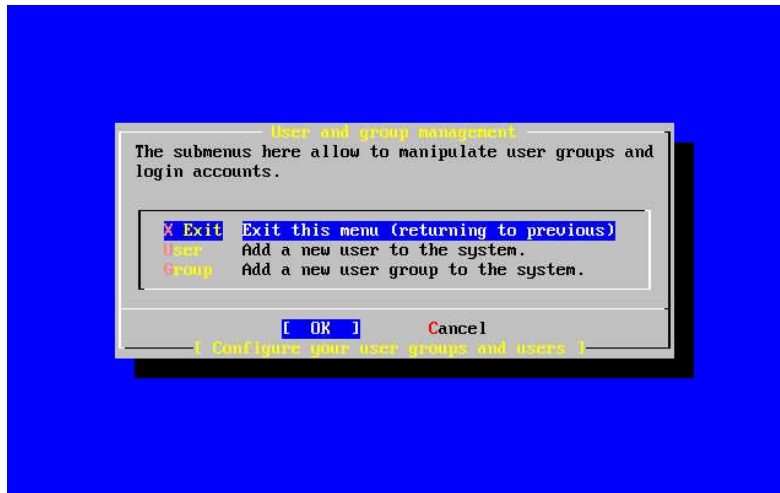 User and group management
The submenus here allow to manipulate user groups and
login accounts.
X Exit Exit this menu (returning to previous)
User Add a new user to the system.
Group Add a new user group to the system.
[ OK ] Cancel
[ Configure your user groups and users ]